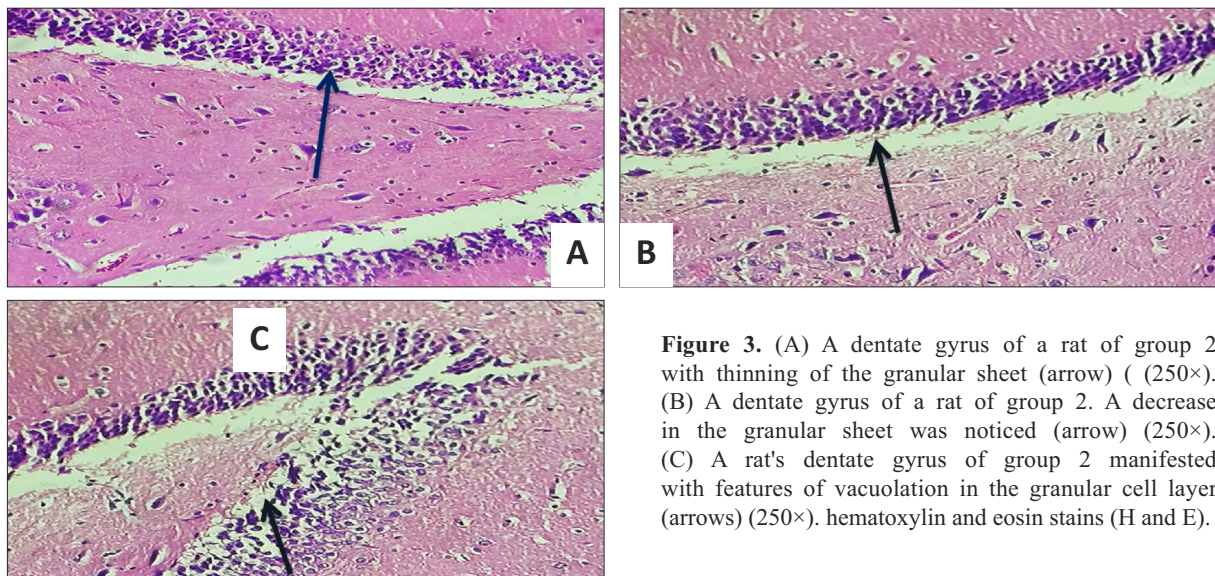 A
B
C
Figure 3. (A) A dentate gyrus of a rat of group 2
with thinning of the granular sheet (arrow) ( (250×).
(B) A dentate gyrus of a rat of group 2. A decrease
in the granular sheet was noticed (arrow) (250×).
(C) A rat's dentate gyrus of group 2 manifested
with features of vacuolation in the granular cell layer
(arrows) (250×). hematoxylin and eosin stains (H and E).